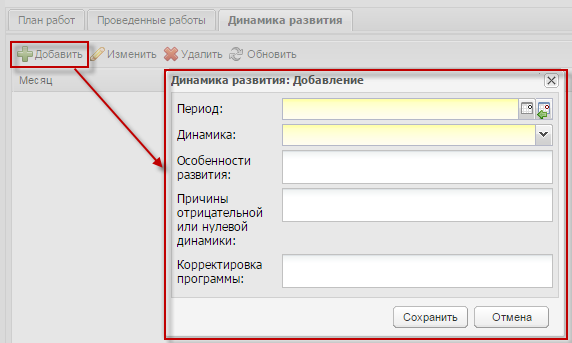 План работ Проведенные работы Динамика развития
Добавить Изменить Удалить Обновить
Месяц
Динамика развития: Добавление
Период:
Динамика:
Особенности
развития:
Причины
отрицательной
или нулевой
динамики:
Корректировка
программы:
Сохранить Отмена